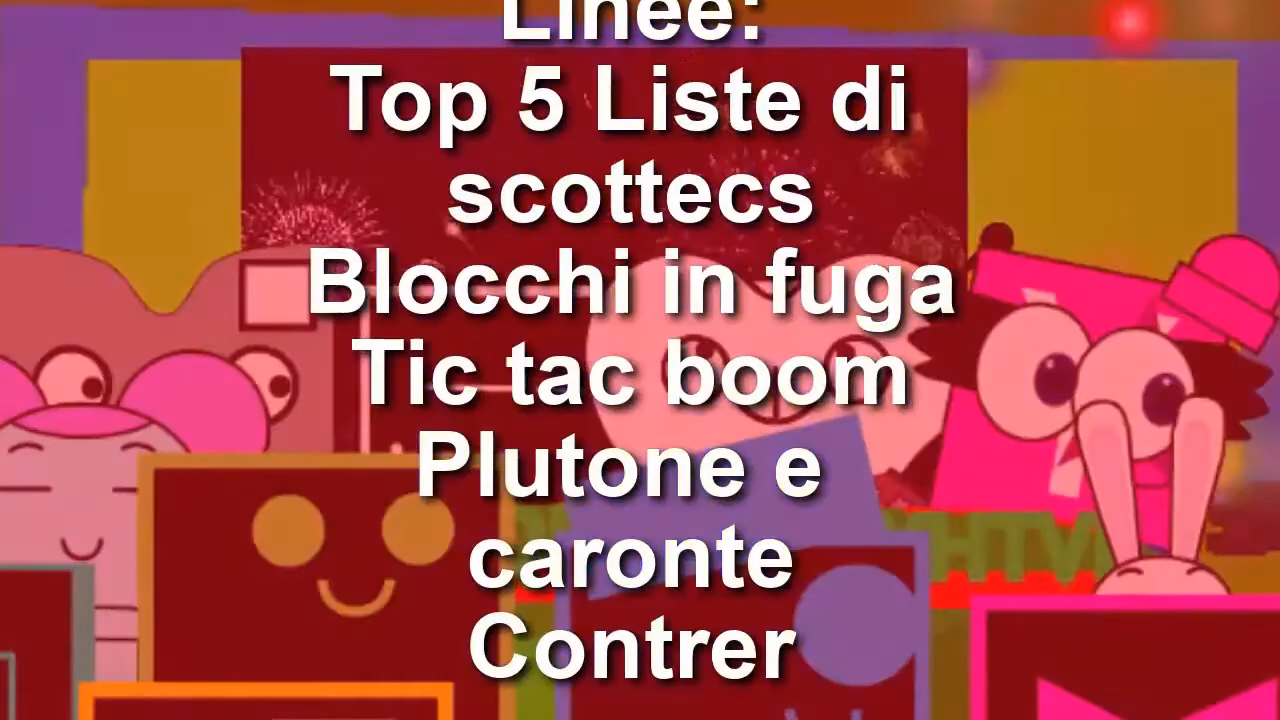 Linee:
Top 5 Liste di
scottecs
Blocchi in fuga
Tic tac boom
Plutone e
caronte
Contrer